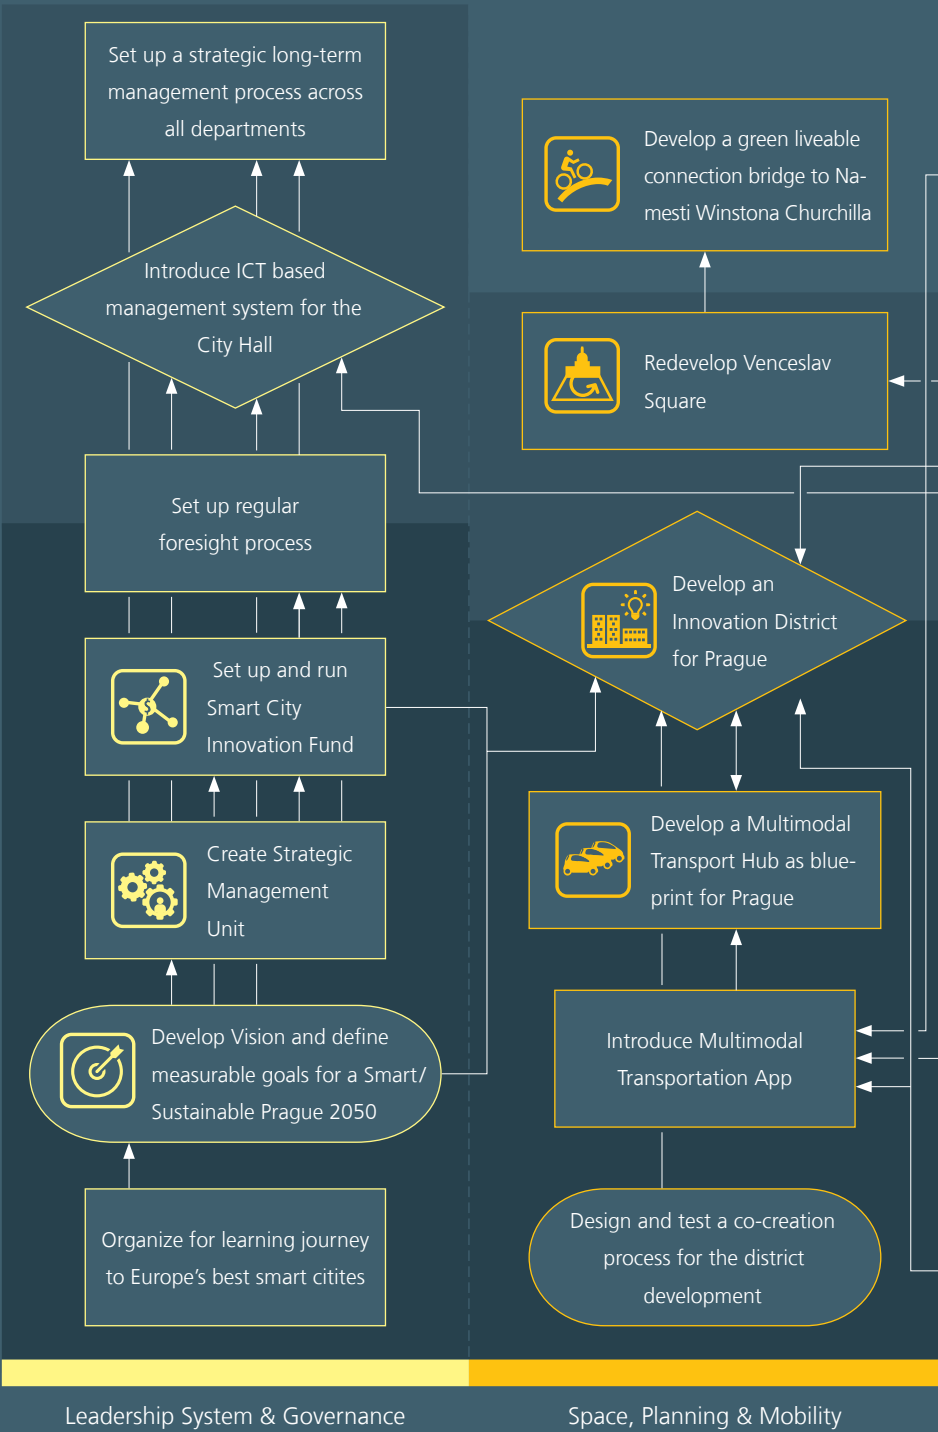 Set up a strategic long-term
management process across
all departments
Introduce ICT based
management system for the
City Hall
Set up regular
foresight process
Set up and run
Smart City
Innovation Fund
Create Strategic
Management
Unit
Develop Vision and define
measurable goals for a Smart/
Sustainable Prague 2050
Organize for learning journey
to Europe’s best smart citites
Leadership System & Governance
Develop a green liveable
connection bridge to Na-
mesti Winstona Churchilla
Redevelop Venceslav
Square
Develop an
Innovation District
for Prague
Develop a Multimodal
Transport Hub as blue-
print for Prague
Introduce Multimodal
Transportation App
Design and test a co-creation
process for the district
development
Space, Planning & Mobility